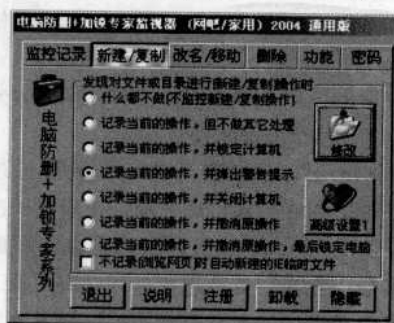 电脑防删+加锁专家监视器 (网吧/家用) 2004 通用版
监控记录 新建/复制 改名/移动 删除 功能 密码
发现对文件或目录进行[新建/复制]操作时
什么都不做[不监控新建/复制操作]
记录当前的操作，但不做其它处理
记录当前的操作，并锁定计算机
记录当前的操作，并弹出警告提示
记录当前的操作，并关闭计算机
记录当前的操作，并撤消原操作
记录当前的操作，并撤消原操作，最后锁定电脑
不记录[浏览网页]时自动新建的IE临时文件
修改
高级设置1
电脑防删+加锁专家系列
退出 说明 注册 卸载 隐藏